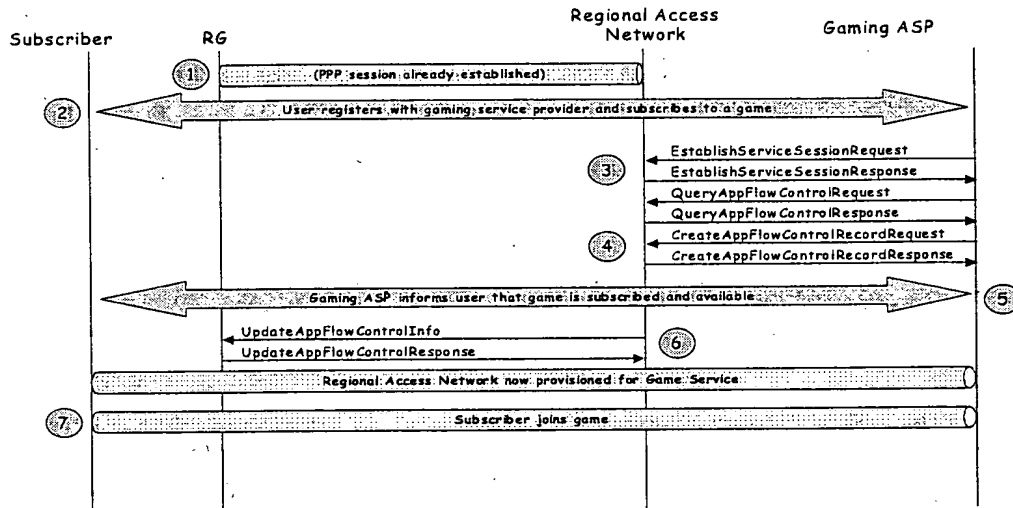 Subscriber
RG
Regional Access
Network
Gaming ASP
1
(PPP session already established)
2
User registers with gaming service provider and subscribes to a game
EstablishServiceSessionRequest
3
EstablishServiceSessionResponse
QueryAppFlowControlRequest
QueryAppFlowControlResponse
4
CreateAppFlowControlRecordRequest
CreateAppFlowControlRecordResponse
Gaming ASP informs user that game is subscribed and available
5
UpdateAppFlowControlInfo
6
UpdateAppFlowControlResponse
Regional Access Network now provisioned for Game Service
7
Subscriber joins game